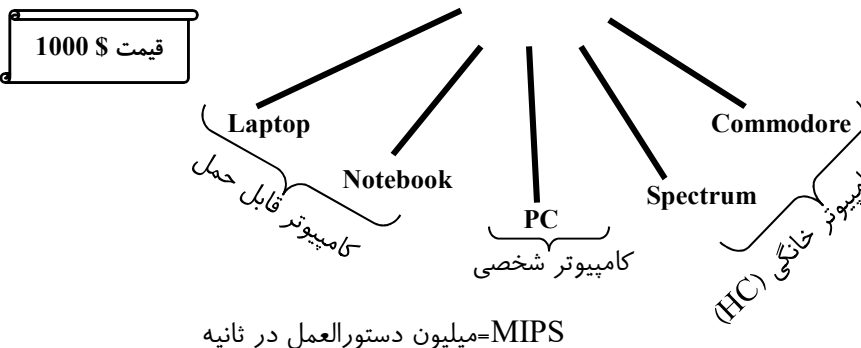 قیمت $ 1000
Laptop
Commodore
Notebook
Spectrum
PC
کامپیوتر قابل حمل
کامپیوتر شخصی
خانگی (HC)
MIPS=میلیون دستورالعمل در ثانیه